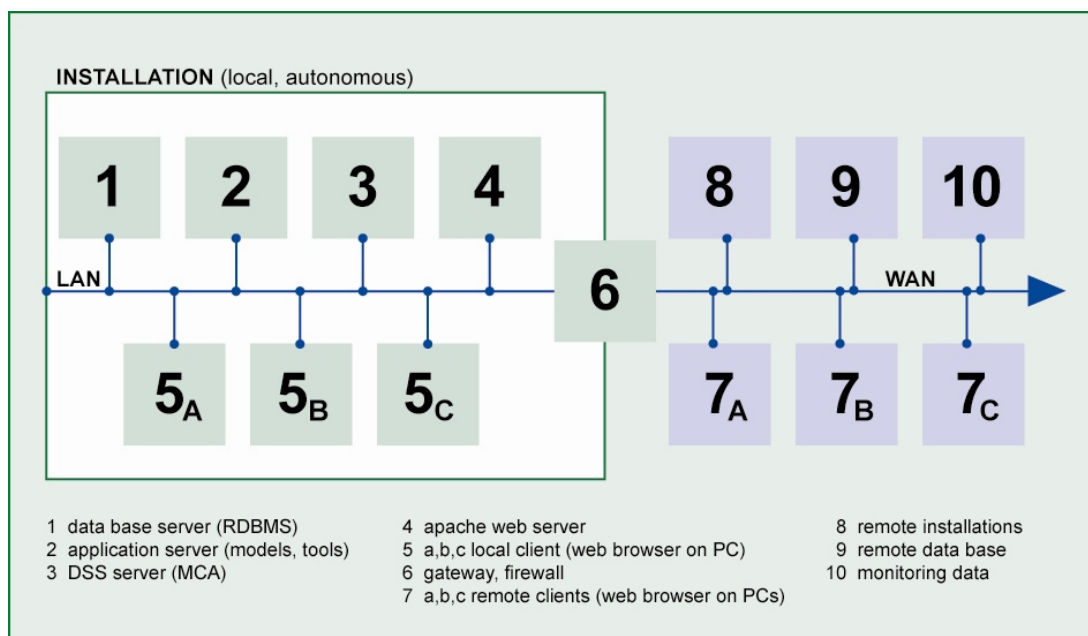 INSTALLATION (local, autonomous)
1 2 3 4 8 9 10
LAN
6
WAN
5A 5B 5C 7A 7B 7C
1 data base server (RDBMS)
2 application server (models, tools)
3 DSS server (MCA)
4 apache web server
5 a,b,c local client (web browser on PC)
6 gateway, firewall
7 a,b,c remote clients (web browser on PCs)
8 remote installations
9 remote data base
10 monitoring data